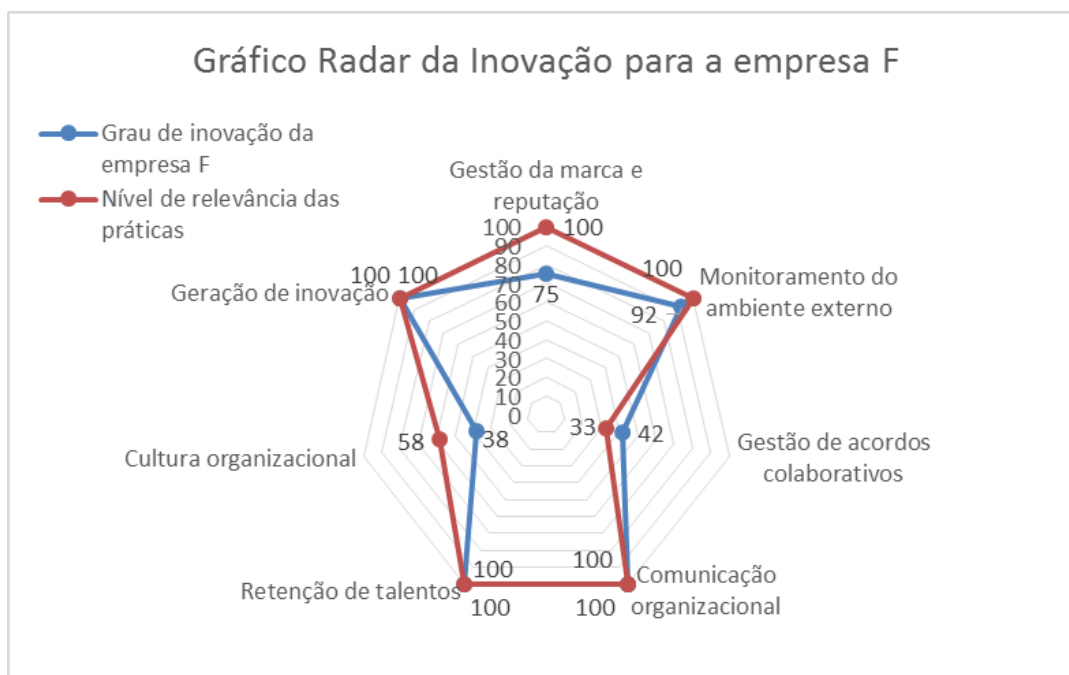 Gráfico Radar da Inovação para a empresa F
Grau de inovação da
empresa F
Nível de relevância das
práticas
Gestão da marca e
reputação
100
100
90
80
70
60
50
40
30
20
10
0
75
100
Monitoramento do
ambiente externo
92
33
42
Gestão de acordos
colaborativos
100
100
Comunicação
organizacional
100
100
Retenção de talentos
58
38
Cultura organizacional
100 100
Geração de inovação